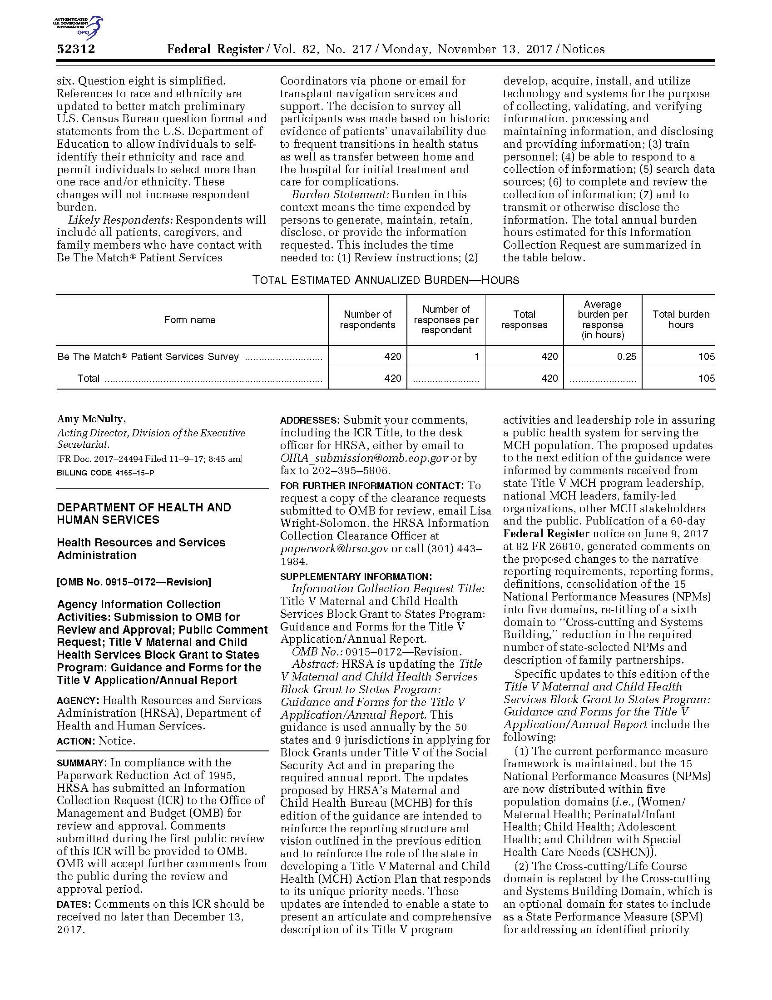 AUTHENTICATED
U.S. GOVERNMENT
INFORMATION
GPO
52312 Federal Register / Vol. 82, No. 217 / Monday, November 13, 2017 / Notices
six. Question eight is simplified.
References to race and ethnicity are
updated to better match preliminary
U.S. Census Bureau question format and
statements from the U.S. Department of
Education to allow individuals to self-
identify their ethnicity and race and
permit individuals to select more than
one race and/or ethnicity. These
changes will not increase respondent
burden.
Likely Respondents: Respondents will
include all patients, caregivers, and
family members who have contact with
Be The Match® Patient Services
Coordinators via phone or email for
transplant navigation services and
support. The decision to survey all
participants was made based on historic
evidence of patients' unavailability due
to frequent transitions in health status
as well as transfer between home and
the hospital for initial treatment and
care for complications.
Burden Statement: Burden in this
context means the time expended by
persons to generate, maintain, retain,
disclose, or provide the information
requested. This includes the time
needed to: (1) Review instructions; (2)
develop, acquire, install, and utilize
technology and systems for the purpose
of collecting, validating, and verifying
information, processing and
maintaining information, and disclosing
and providing information; (3) train
personnel; (4) be able to respond to a
collection of information; (5) search data
sources; (6) to complete and review the
collection of information; (7) and to
transmit or otherwise disclose the
information. The total annual burden
hours estimated for this Information
Collection Request are summarized in
the table below.
TOTAL ESTIMATED ANNUALIZED BURDEN—HOURS
Form name
Number of
respondents
Number of
responses per
respondent
Total
responses
Average
burden per
response
(in hours)
Total burden
hours
Be The Match® Patient Services Survey ............................ 420 1 420 0.25 105
Total ............................................................................... 420 ........................ 420 ........................ 105
Amy McNulty,
Acting Director, Division of the Executive
Secretariat.
[FR Doc. 2017–24494 Filed 11–9–17; 8:45 am]
BILLING CODE 4165–15–P
DEPARTMENT OF HEALTH AND
HUMAN SERVICES
Health Resources and Services
Administration
[OMB No. 0915–0172—Revision]
Agency Information Collection
Activities: Submission to OMB for
Review and Approval; Public Comment
Request; Title V Maternal and Child
Health Services Block Grant to States
Program: Guidance and Forms for the
Title V Application/Annual Report
AGENCY: Health Resources and Services
Administration (HRSA), Department of
Health and Human Services.
ACTION: Notice.
SUMMARY: In compliance with the
Paperwork Reduction Act of 1995,
HRSA has submitted an Information
Collection Request (ICR) to the Office of
Management and Budget (OMB) for
review and approval. Comments
submitted during the first public review
of this ICR will be provided to OMB.
OMB will accept further comments from
the public during the review and
approval period.
DATES: Comments on this ICR should be
received no later than December 13,
2017.
ADDRESSES: Submit your comments,
including the ICR Title, to the desk
officer for HRSA, either by email to
OIRA_submission@omb.eop.gov or by
fax to 202–395–5806.
FOR FURTHER INFORMATION CONTACT: To
request a copy of the clearance requests
submitted to OMB for review, email Lisa
Wright-Solomon, the HRSA Information
Collection Clearance Officer at
paperwork@hrsa.gov or call (301) 443–
1984.
SUPPLEMENTARY INFORMATION:
Information Collection Request Title:
Title V Maternal and Child Health
Services Block Grant to States Program:
Guidance and Forms for the Title V
Application/Annual Report.
OMB No.: 0915–0172—Revision.
Abstract: HRSA is updating the Title
V Maternal and Child Health Services
Block Grant to States Program:
Guidance and Forms for the Title V
Application/Annual Report. This
guidance is used annually by the 50
states and 9 jurisdictions in applying for
Block Grants under Title V of the Social
Security Act and in preparing the
required annual report. The updates
proposed by HRSA's Maternal and
Child Health Bureau (MCHB) for this
edition of the guidance are intended to
reinforce the reporting structure and
vision outlined in the previous edition
and to reinforce the role of the state in
developing a Title V Maternal and Child
Health (MCH) Action Plan that responds
to its unique priority needs. These
updates are intended to enable a state to
present an articulate and comprehensive
description of its Title V program
activities and leadership role in assuring
a public health system for serving the
MCH population. The proposed updates
to the next edition of the guidance were
informed by comments received from
state Title V MCH program leadership,
national MCH leaders, family-led
organizations, other MCH stakeholders
and the public. Publication of a 60-day
Federal Register notice on June 9, 2017
at 82 FR 26810, generated comments on
the proposed changes to the narrative
reporting requirements, reporting forms,
definitions, consolidation of the 15
National Performance Measures (NPMs)
into five domains, re-titling of a sixth
domain to ‘‘Cross-cutting and Systems
Building,’’ reduction in the required
number of state-selected NPMs and
description of family partnerships.
Specific updates to this edition of the
Title V Maternal and Child Health
Services Block Grant to States Program:
Guidance and Forms for the Title V
Application/Annual Report include the
following:
(1) The current performance measure
framework is maintained, but the 15
National Performance Measures (NPMs)
are now distributed within five
population domains (i.e., (Women/
Maternal Health; Perinatal/Infant
Health; Child Health; Adolescent
Health; and Children with Special
Health Care Needs (CSHCN)).
(2) The Cross-cutting/Life Course
domain is replaced by the Cross-cutting
and Systems Building Domain, which is
an optional domain for states to include
as a State Performance Measure (SPM)
for addressing an identified priority